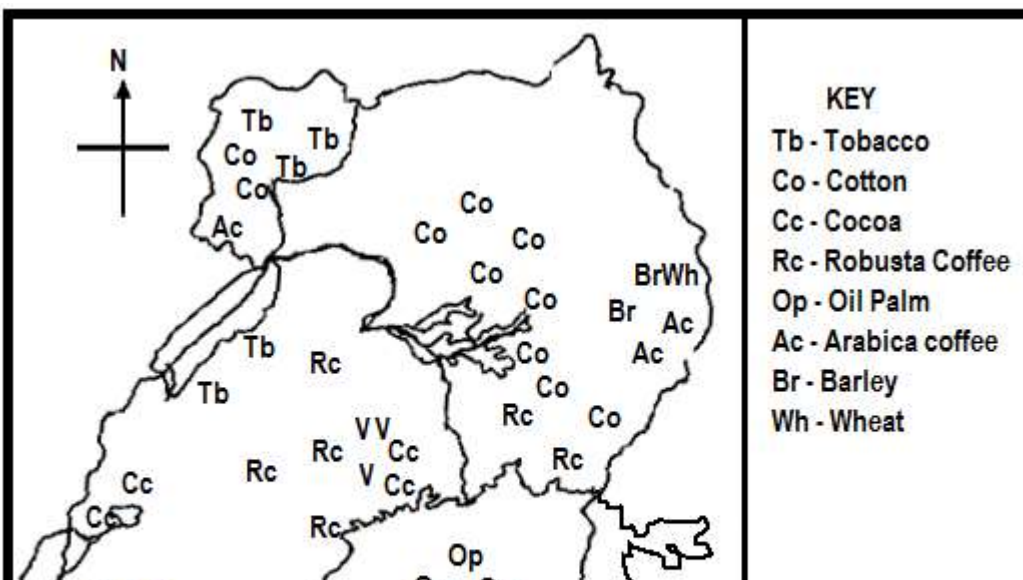 N
KEY
Tb - Tobacco
Co - Cotton
Cc - Cocoa
Rc - Robusta Coffee
Op - Oil Palm
Ac - Arabica coffee
Br - Barley
Wh - Wheat
Tb
Tb
Co
Tb
Co
Ac
Co
Co
Co
Co
BrWh
Co
Br
Ac
Tb
Rc
Co
Ac
Tb
Co
Rc
Co
V V
Rc
Cc
Rc
Rc
V
Cc
Cc
Cc
Rc
Op